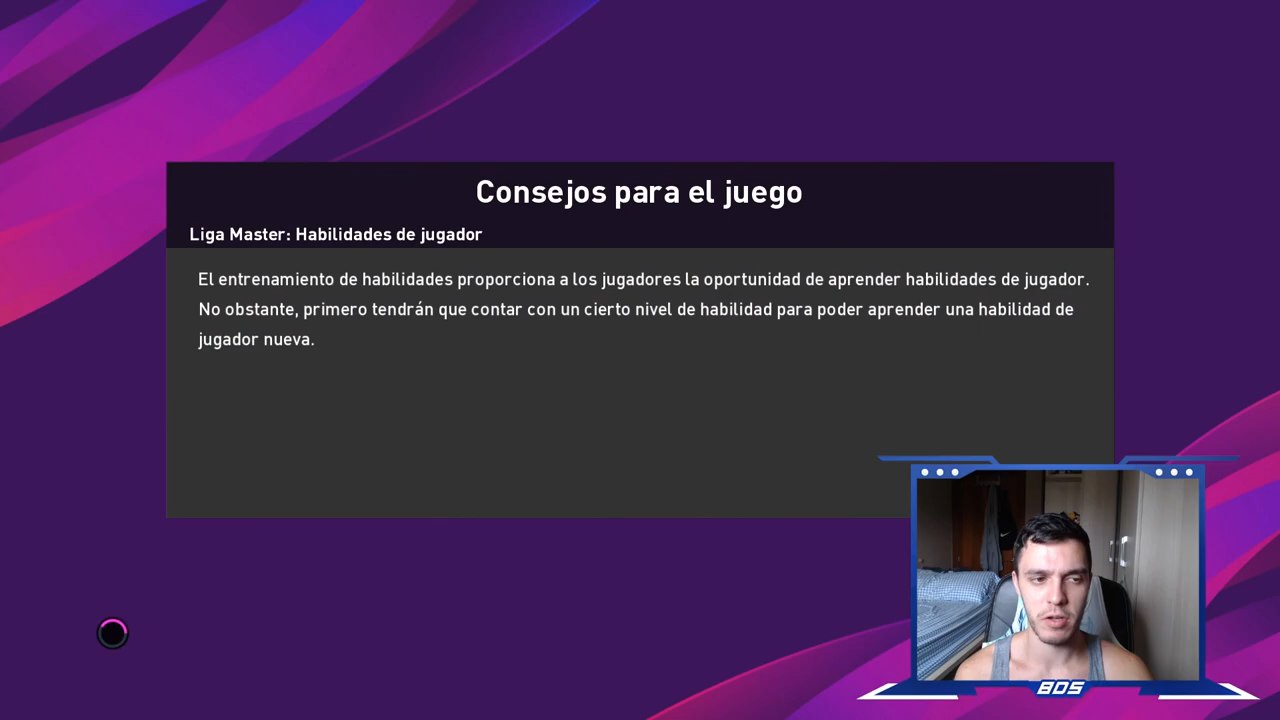 Consejos para el juego
Liga Master: Habilidades de jugador
El entrenamiento de habilidades proporciona a los jugadores la oportunidad de aprender habilidades de jugador.
No obstante, primero tendrán que contar con un cierto nivel de habilidad para poder aprender una habilidad de
jugador nueva.
BDS